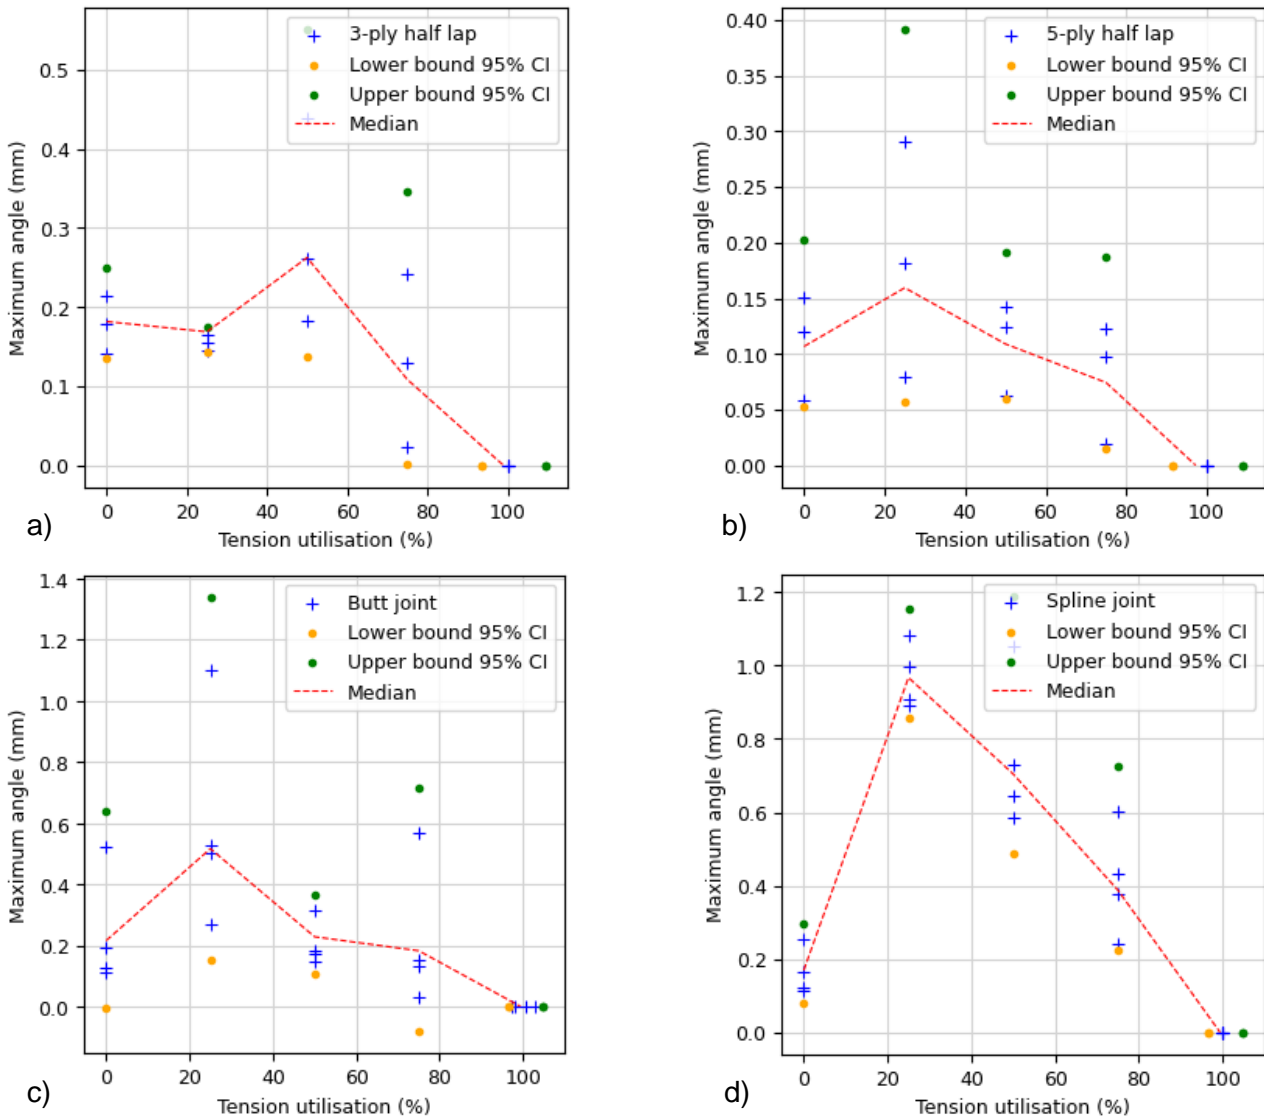 3-ply half lap
Lower bound 95% CI
Upper bound 95% CI
Median
0.5
0.4
0.3
0.2
0.1
0.0
Maximum angle (mm)
0 20 40 60 80 100
Tension utilisation (%)
a)
5-ply half lap
Lower bound 95% CI
Upper bound 95% CI
Median
0.40
0.35
0.30
0.25
0.20
0.15
0.10
0.05
0.00
Maximum angle (mm)
0 20 40 60 80 100
Tension utilisation (%)
b)
Butt joint
Lower bound 95% CI
Upper bound 95% CI
Median
1.4
1.2
1.0
0.8
0.6
0.4
0.2
0.0
Maximum angle (mm)
0 20 40 60 80 100
Tension utilisation (%)
c)
Spline joint
Lower bound 95% CI
Upper bound 95% CI
Median
1.2
1.0
0.8
0.6
0.4
0.2
0.0
Maximum angle (mm)
0 20 40 60 80 100
Tension utilisation (%)
d)